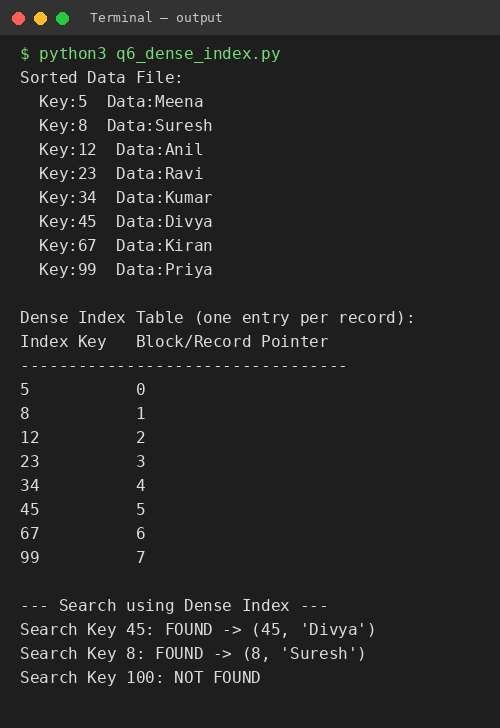 Terminal — output
$ python3 q6_dense_index.py
Sorted Data File:
  Key:5  Data:Meena
  Key:8  Data:Suresh
  Key:12  Data:Anil
  Key:23  Data:Ravi
  Key:34  Data:Kumar
  Key:45  Data:Divya
  Key:67  Data:Kiran
  Key:99  Data:Priya

Dense Index Table (one entry per record):
Index Key   Block/Record Pointer
----------------------------------
5           0
8           1
12          2
23          3
34          4
45          5
67          6
99          7

--- Search using Dense Index ---
Search Key 45: FOUND -> (45, 'Divya')
Search Key 8: FOUND -> (8, 'Suresh')
Search Key 100: NOT FOUND